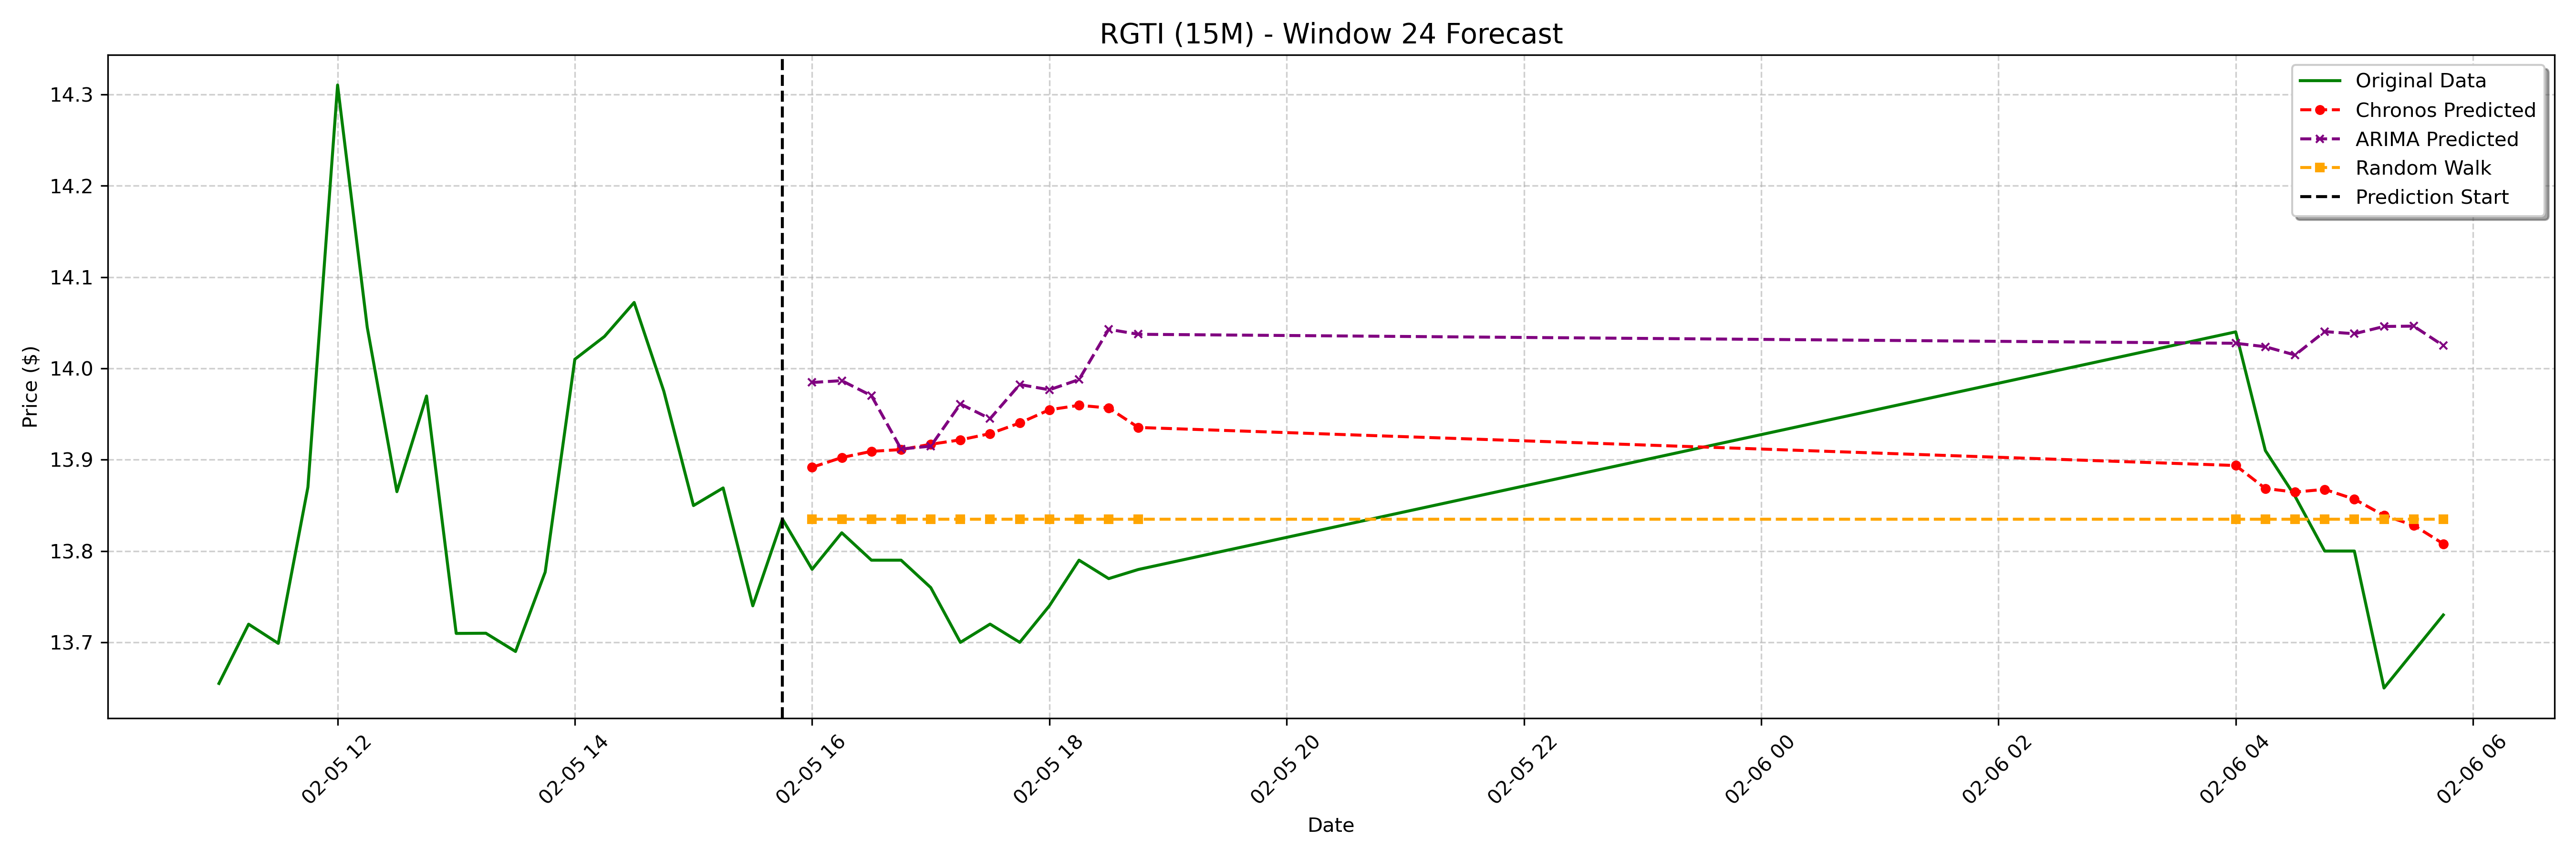 RGTI (15M) - Window 24 Forecast
Price ($)
14.3
14.2
14.1
14.0
13.9
13.8
13.7
Original Data
Chronos Predicted
ARIMA Predicted
Random Walk
Prediction Start
02-05 12
02-05 14
02-05 16
02-05 18
02-05 20
02-05 22
02-06 00
02-06 02
02-06 04
02-06 06
Date